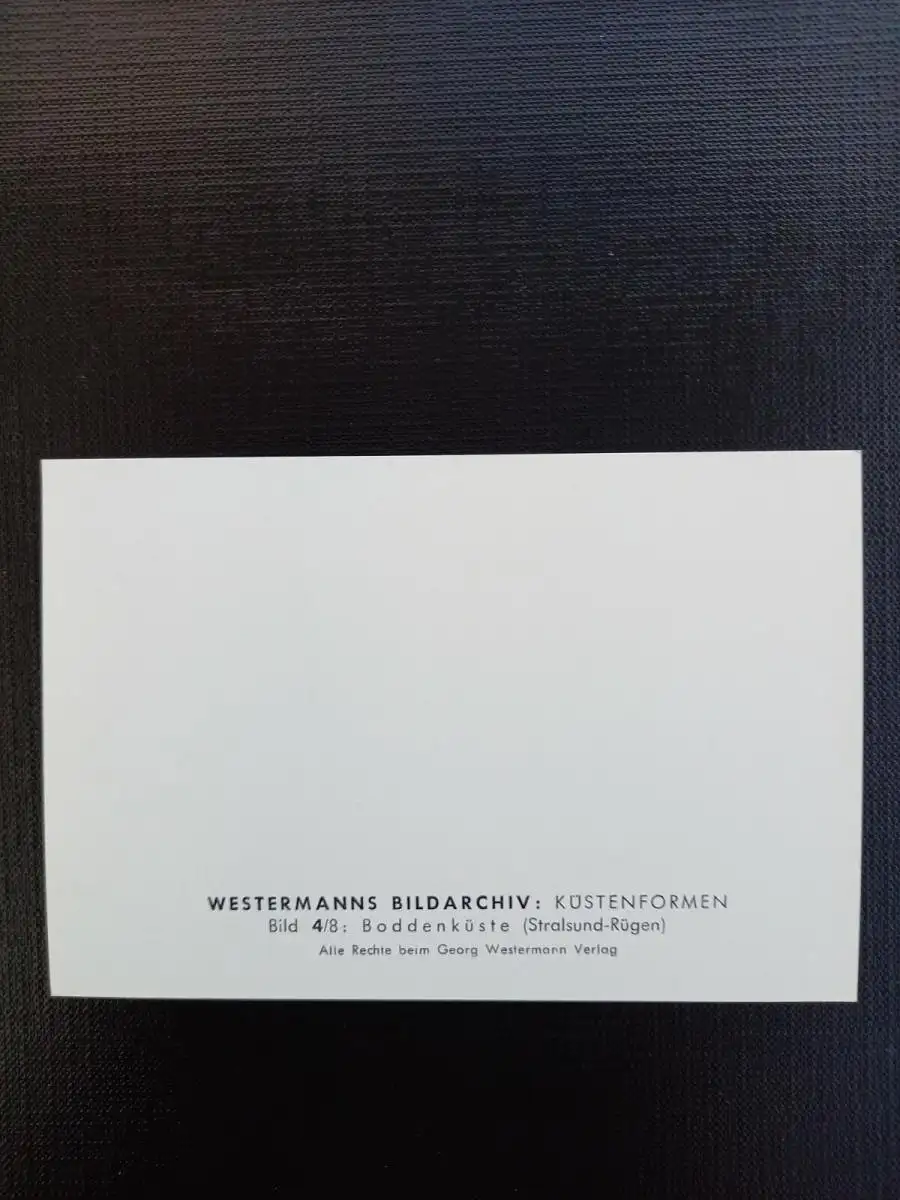 WESTERMANNS BILDARCHIV: KÜSTENFORMEN
Bild 4/8: Boddenküste (Stralsund-Rügen)
Alle Rechte beim Georg Westermann Verlag